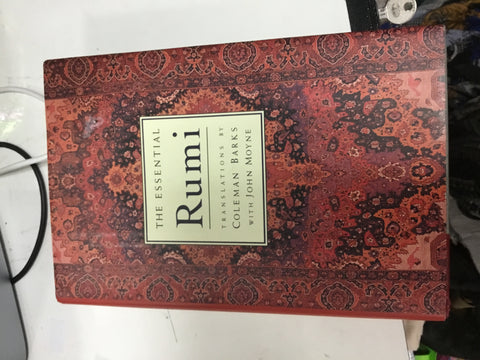 THE ESSENTIAL
Rumi
TRANSLATIONS BY
COLEMAN BARKS
WITH JOHN MOYNE